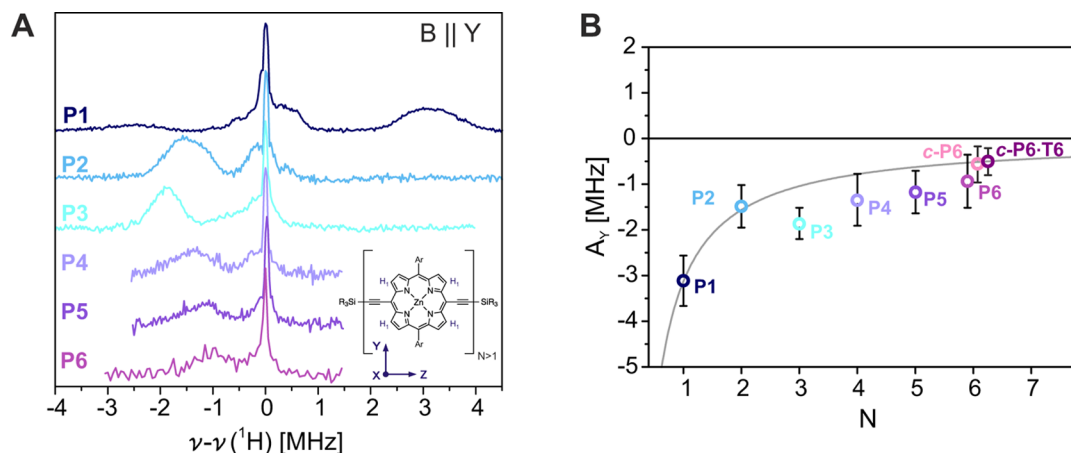 A
B || Y
P1
P2
P3
P4
P5
P6
Ar
H₁ H₁
N N
R₃Si Zn SiR₃
N N
H₁ H₁
Ar
N>1
Y
X Z
-4 -3 -2 -1 0 1 2 3 4
ν-ν (¹H) [MHz]
B
2
1
0
-1
-2
-3
-4
-5
A_Y [MHz]
c-P6 c-P6·T6
P2
P3
P4
P5
P6
P1
1 2 3 4 5 6 7
N